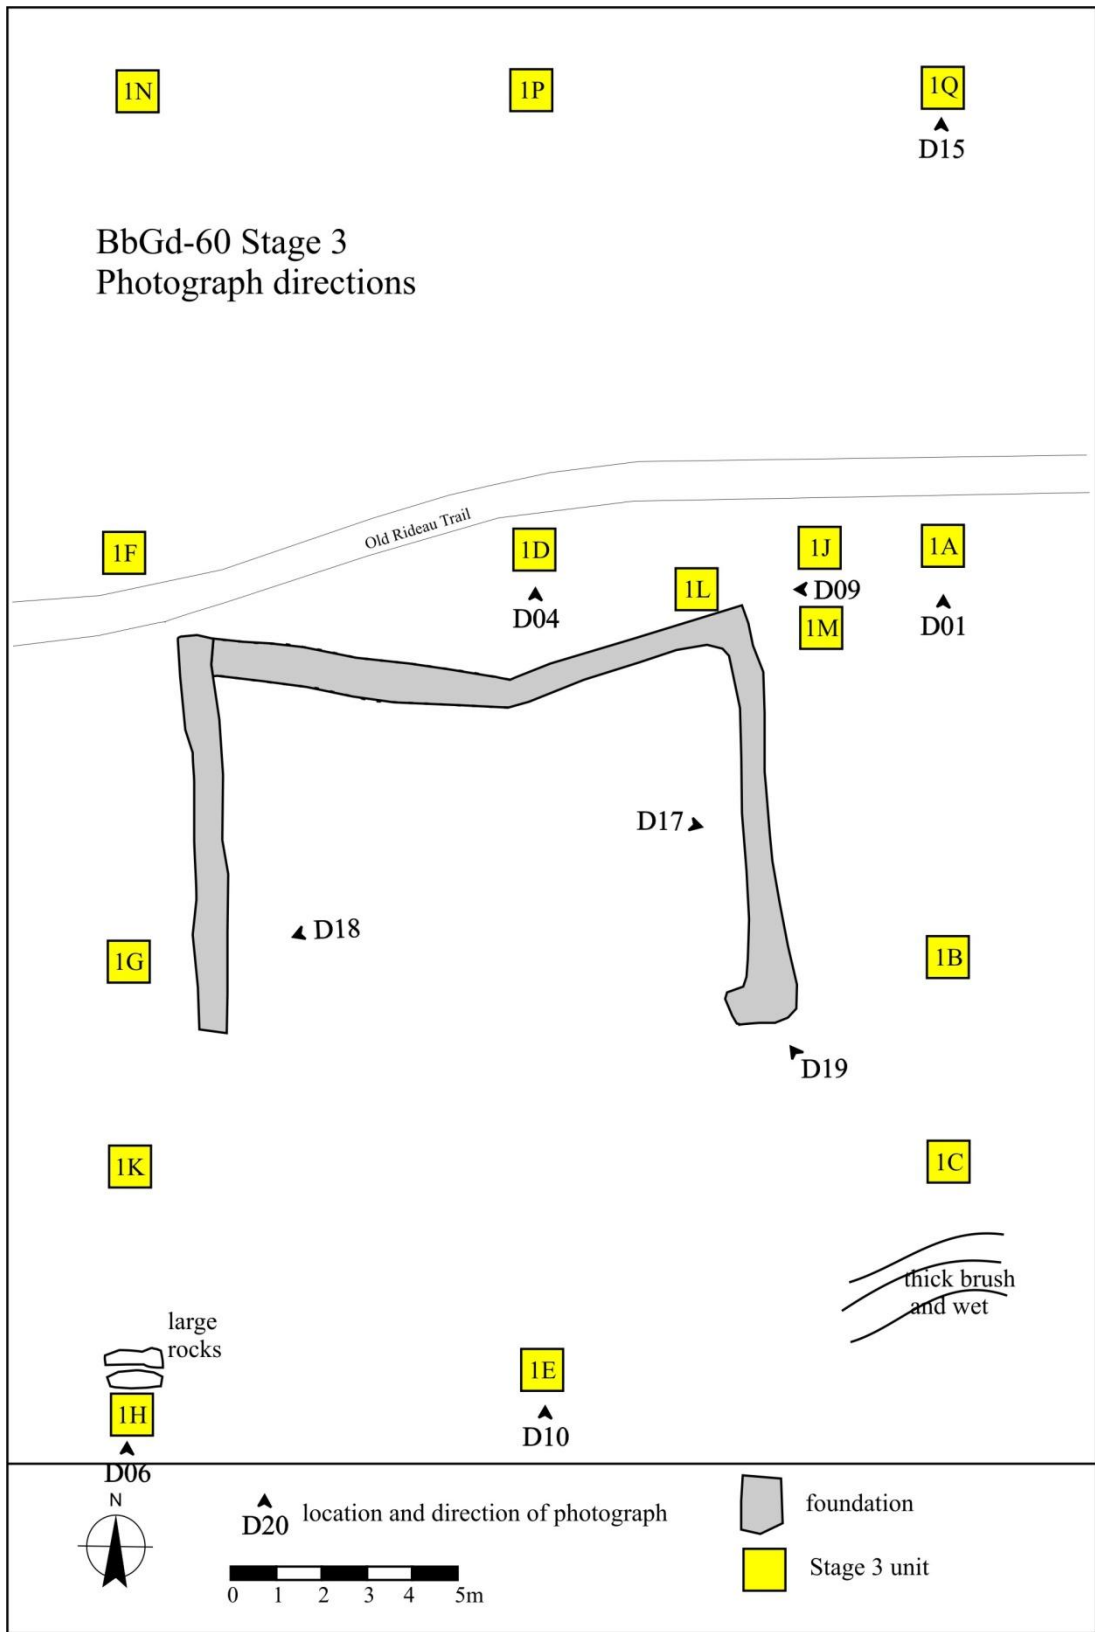 1N
1P
1Q
D15
BbGd-60 Stage 3
Photograph directions
Old Rideau Trail
1F
1D
1J
1A
D04
1L
D09
1M
D01
D17
D18
1G
1B
D19
1K
1C
thick brush
and wet
large
rocks
1E
1H
D10
D06
N
D20
location and direction of photograph
foundation
0 1 2 3 4 5m
Stage 3 unit